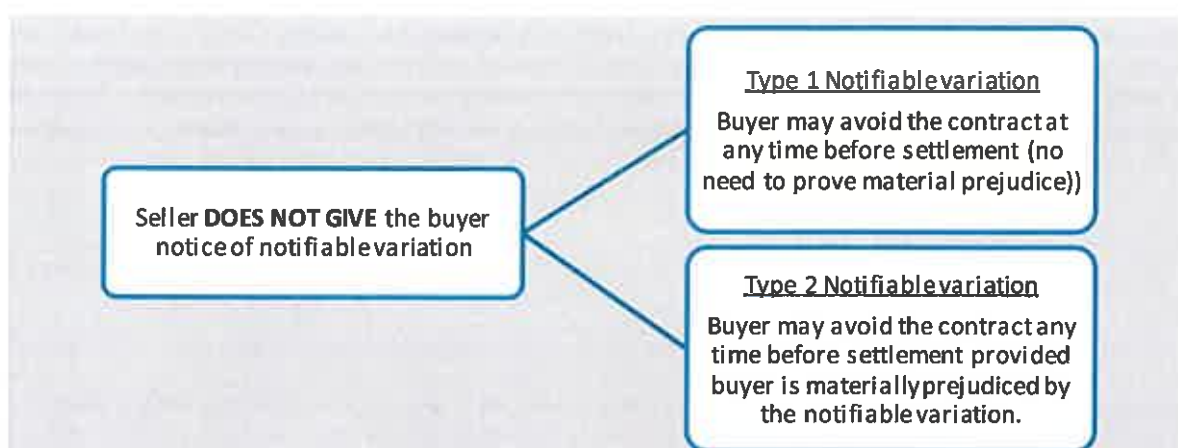 Type 1 Notifiable variation
Buyer may avoid the contract at
any time before settlement (no
need to prove material prejudice))
Seller DOES NOT GIVE the buyer
notice of notifiable variation
Type 2 Notifiable variation
Buyer may avoid the contract any
time before settlement provided
buyer is materially prejudiced by
the notifiable variation.